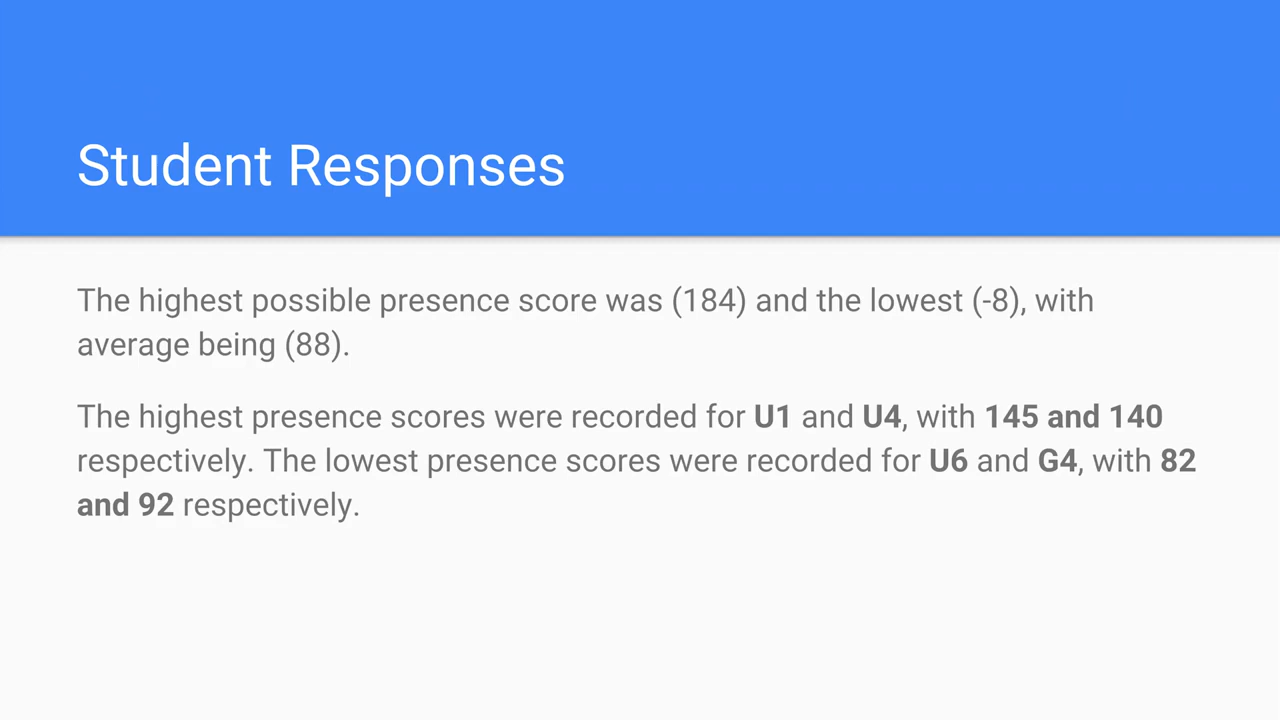 Student Responses
The highest possible presence score was (184) and the lowest (-8), with
average being (88).
The highest presence scores were recorded for U1 and U4, with 145 and 140
respectively. The lowest presence scores were recorded for U6 and G4, with 82
and 92 respectively.